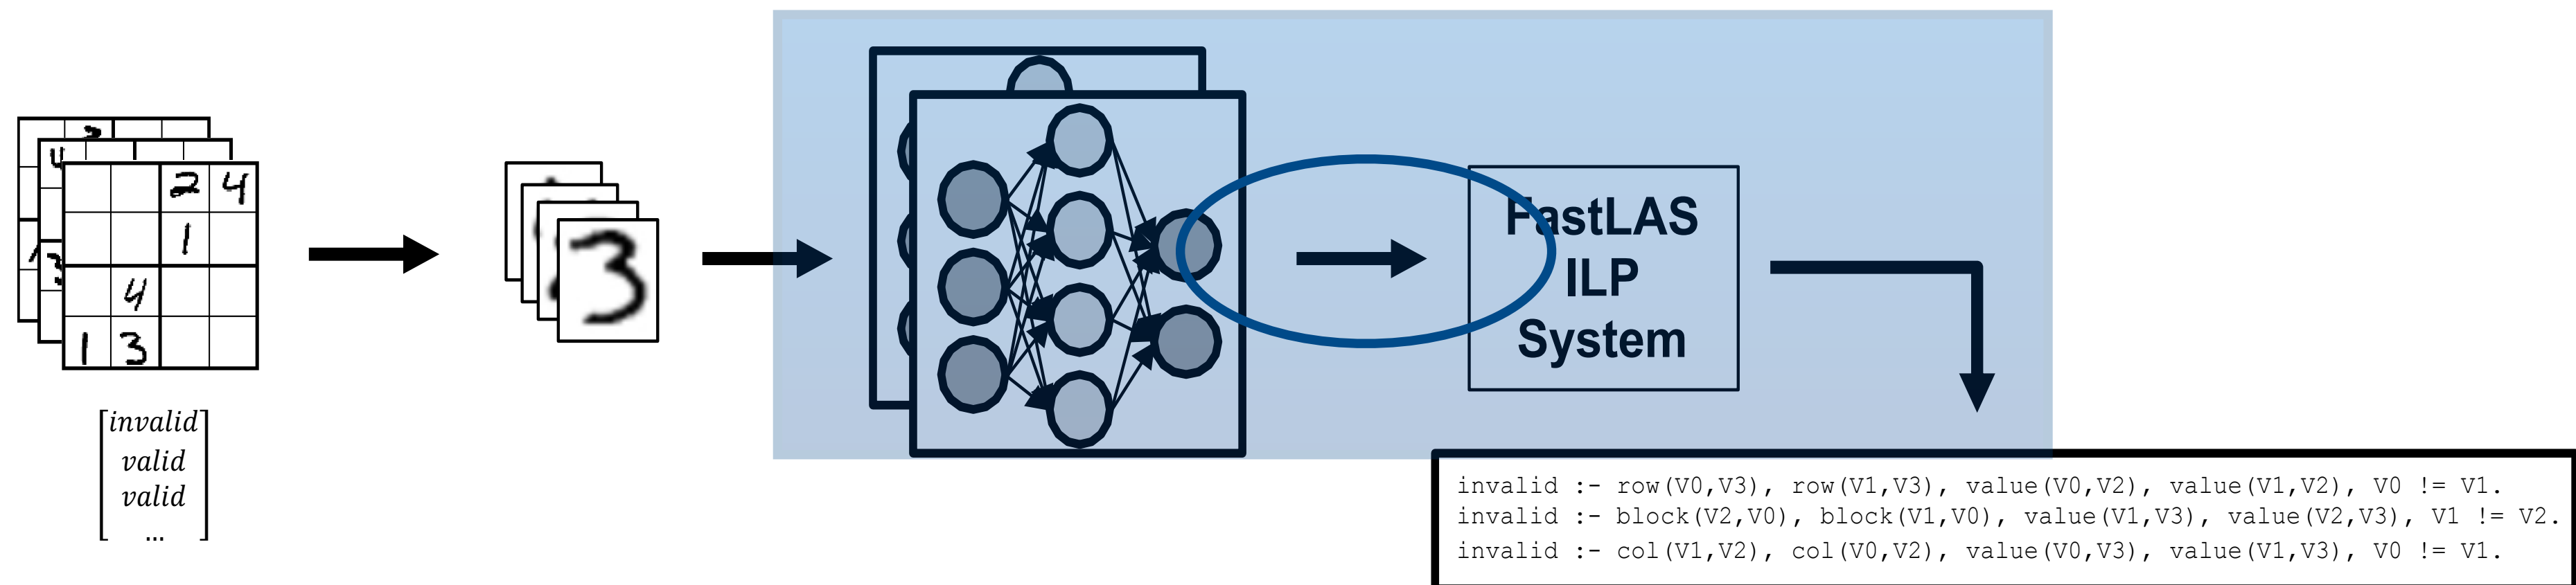 2 4
1
4
1 3
3
invalid
valid
valid
...
FastLAS
ILP
System
invalid :- row(V0,V3), row(V1,V3), value(V0,V2), value(V1,V2), V0 != V1.
invalid :- block(V2,V0), block(V1,V0), value(V1,V3), value(V2,V3), V1 != V2.
invalid :- col(V1,V2), col(V0,V2), value(V0,V3), value(V1,V3), V0 != V1.